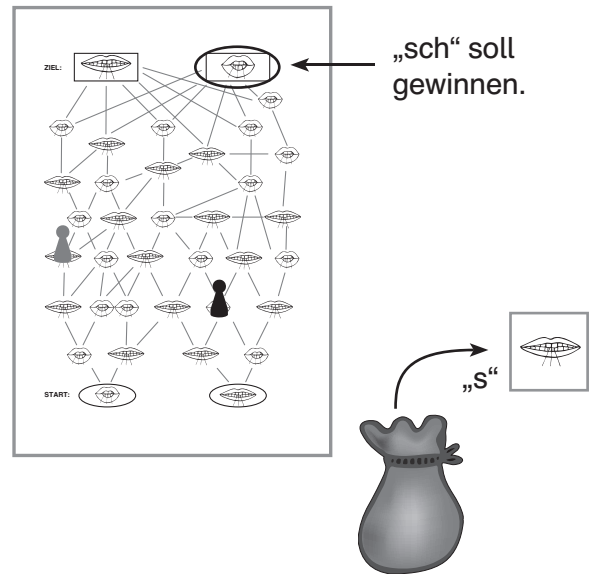 ZIEL:
„sch“ soll
gewinnen.
„s“
START: